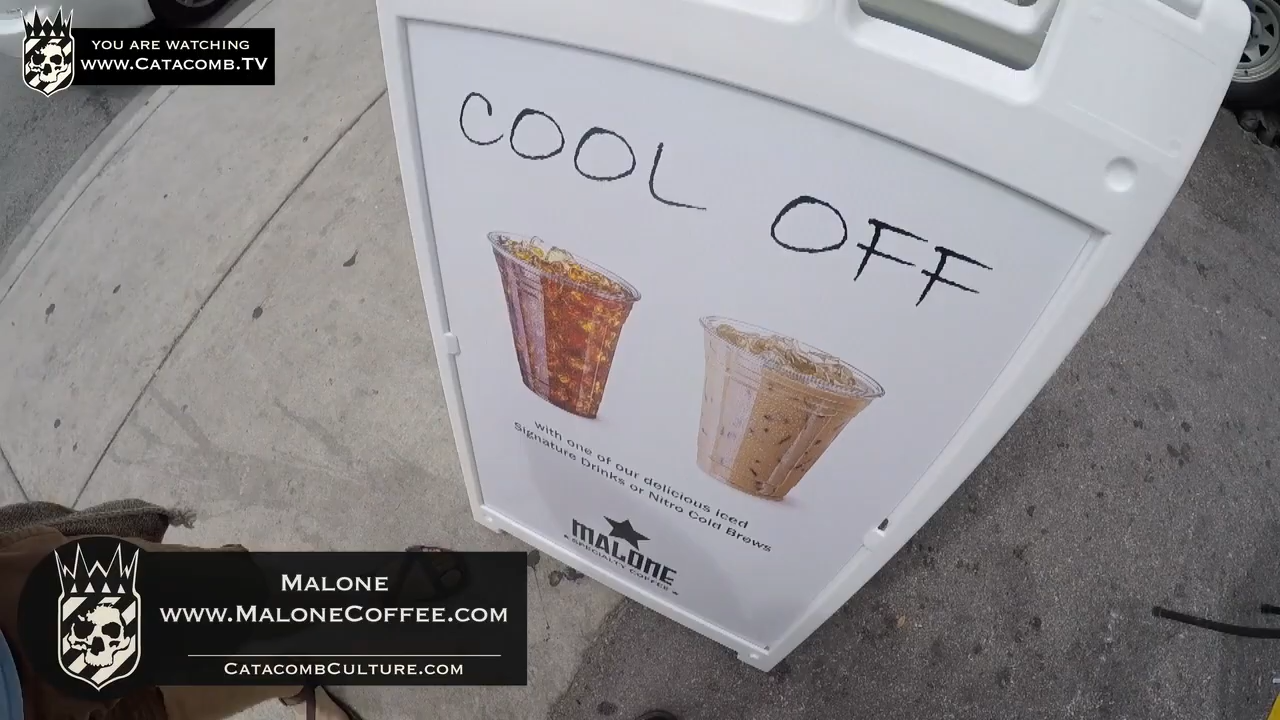 YOU ARE WATCHING
WWW.CATACOMB.TV
COOL OFF
with one of our delicious iced
Signature Drinks or Nitro Cold Brews
MALONE
SPECIALTY COFFEE
MALONE
WWW.MALONECOFFEE.COM
CATACOMBCULTURE.COM